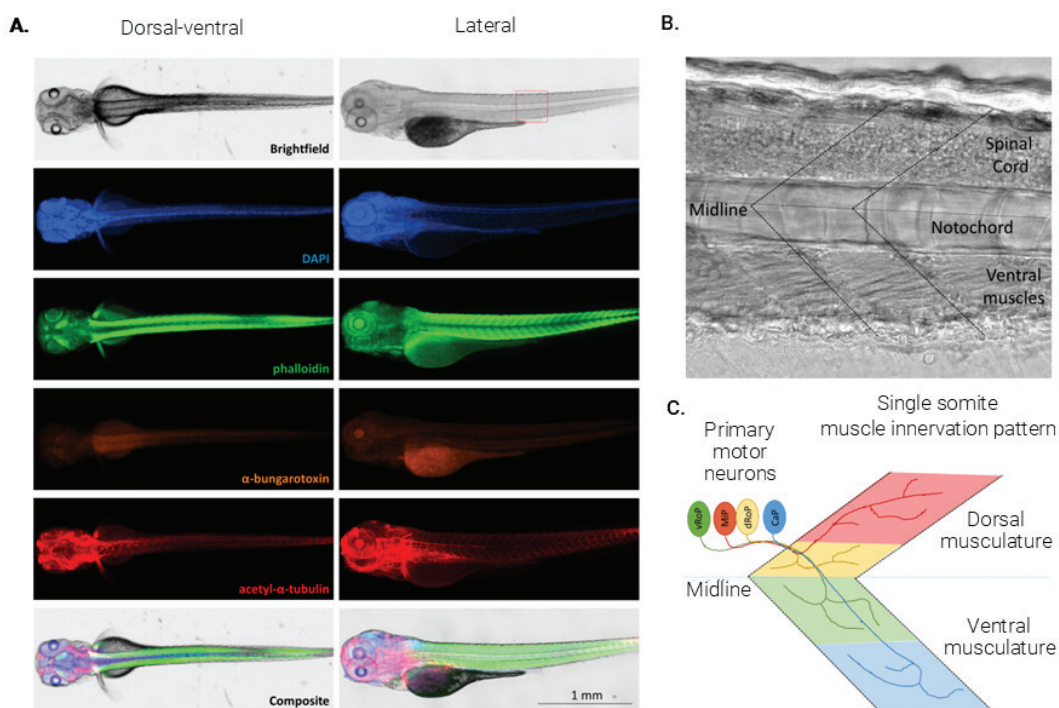 A.
Dorsal-ventral
Lateral
Brightfield
DAPI
phalloidin
α-bungarotoxin
acetyl-α-tubulin
Composite
1 mm
B.
Spinal
Cord
Midline
Notochord
Ventral
muscles
C.
Single somite
muscle innervation pattern
Primary
motor
neurons
vRoP
MiP
dRoP
CaP
Dorsal
musculature
Midline
Ventral
musculature